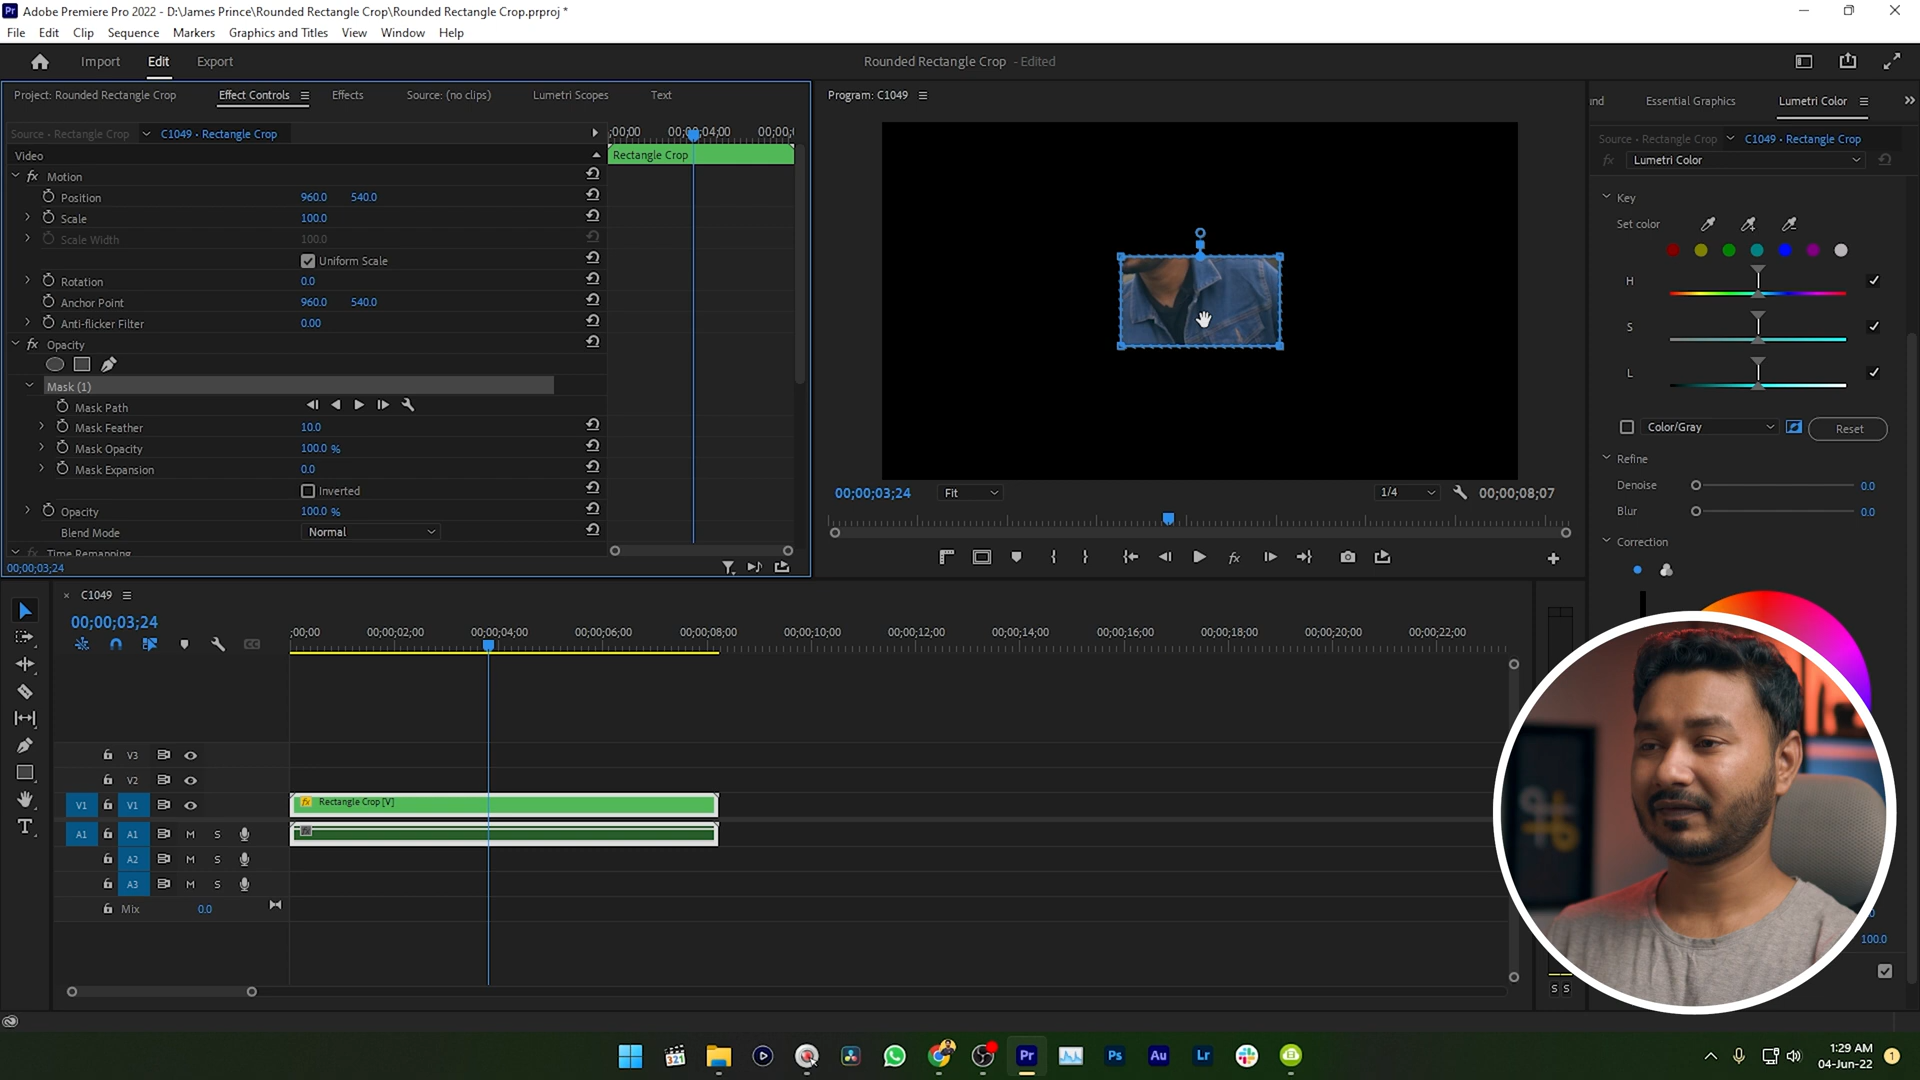 Adobe Premiere Pro 2022 - D:\James Prince\Rounded Rectangle Crop\Rounded Rectangle Crop.prproj *
File Edit Clip Sequence Markers Graphics and Titles View Window Help
Import Edit Export
Rounded Rectangle Crop - Edited
Project: Rounded Rectangle Crop Effect Controls Effects Source: (no clips) Lumetri Scopes Text
Source - Rectangle Crop C1049 - Rectangle Crop
;00;00 00;00;04;00
Video
Rectangle Crop
fx Motion
Position 960.0 540.0
Scale 100.0
Scale Width 100.0
Uniform Scale
Rotation 0.0
Anchor Point 960.0 540.0
Anti-flicker Filter 0.00
fx Opacity
Mask (1)
Mask Path
Mask Feather 10.0
Mask Opacity 100.0 %
Mask Expansion 0.0
Inverted
Opacity 100.0 %
Blend Mode Normal
fx Time Remapping
00;00;03;24
Program: C1049
00;00;03;24 Fit 1/4 00;00;08;07
fx
Essential Graphics Lumetri Color
Source - Rectangle Crop C1049 - Rectangle Crop
fx Lumetri Color
Key
Set color
H
S
L
Color/Gray Reset
Refine
Denoise 0.0
Blur 0.0
Correction
100.0
C1049
00;00;03;24
;00;00 00;00;02;00 00;00;04;00 00;00;06;00 00;00;08;00 00;00;10;00 00;00;12;00 00;00;14;00 00;00;16;00 00;00;18;00 00;00;20;00 00;00;22;00
V3
V2
V1 V1 fx Rectangle Crop [V]
A1 A1 M S
A2 M S
A3 M S
Mix 0.0
S S
Pr Ps Au Lr
1:29 AM
04-Jun-22
1